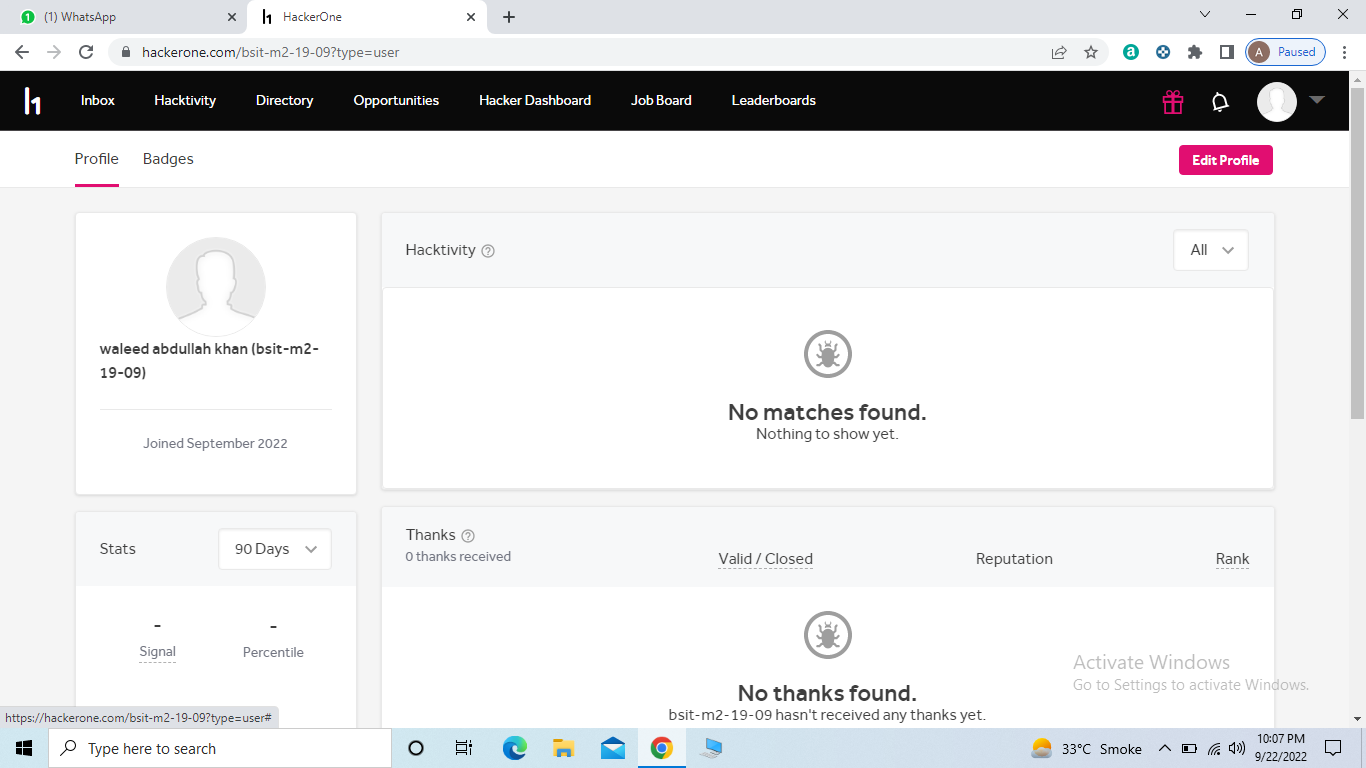 (1) WhatsApp
HackerOne
hackerone.com/bsit-m2-19-09?type=user
A
Paused
Inbox
Hacktivity
Directory
Opportunities
Hacker Dashboard
Job Board
Leaderboards
Profile
Badges
Edit Profile
waleed abdullah khan (bsit-m2-
19-09)
Joined September 2022
Hacktivity
All
No matches found.
Nothing to show yet.
Stats
90 Days
-
Signal
-
Percentile
Thanks
0 thanks received
Valid / Closed
Reputation
Rank
No thanks found.
bsit-m2-19-09 hasn't received any thanks yet.
Activate Windows
Go to Settings to activate Windows.
https://hackerone.com/bsit-m2-19-09?type=user#
Type here to search
33°C Smoke
10:07 PM
9/22/2022